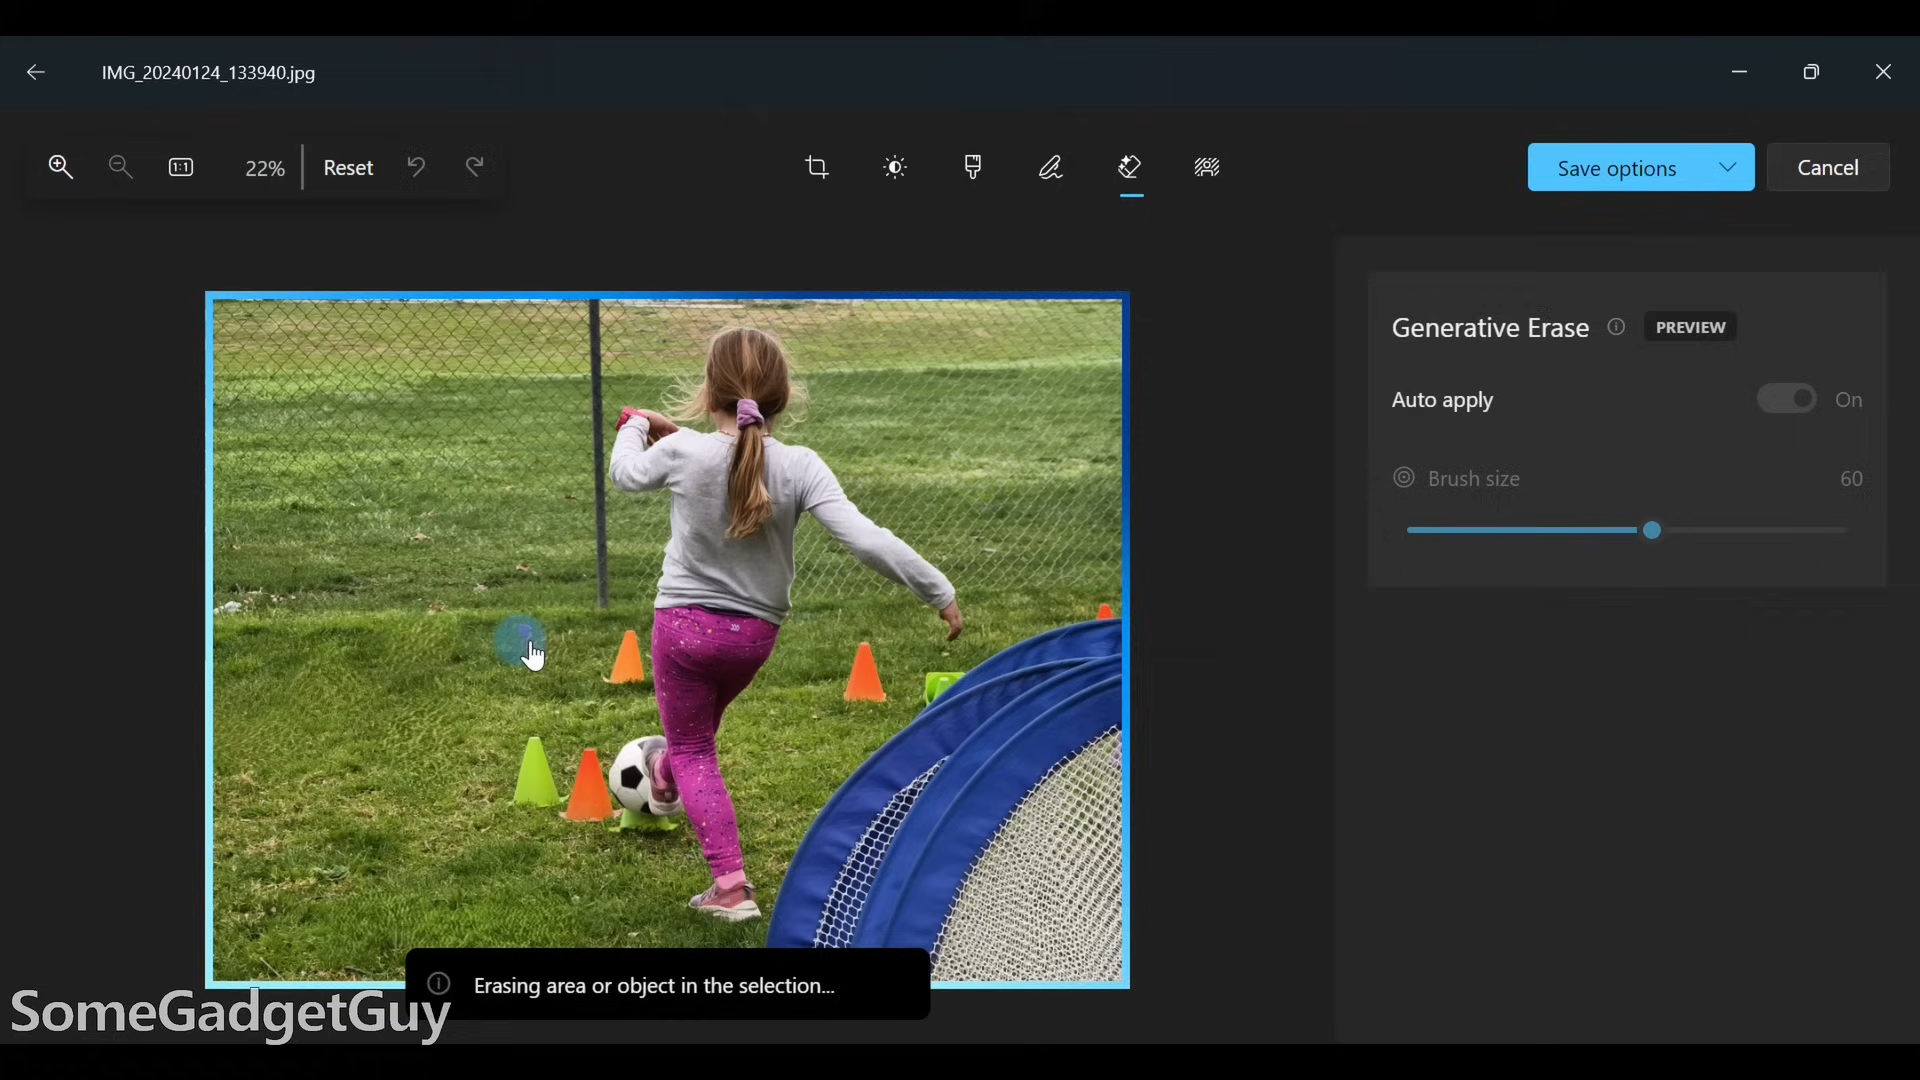 IMG_20240124_133940.jpg
22%
Reset
Save options
Cancel
Generative Erase
PREVIEW
Auto apply
On
Brush size
60
Erasing area or object in the selection...
SomeGadgetGuy